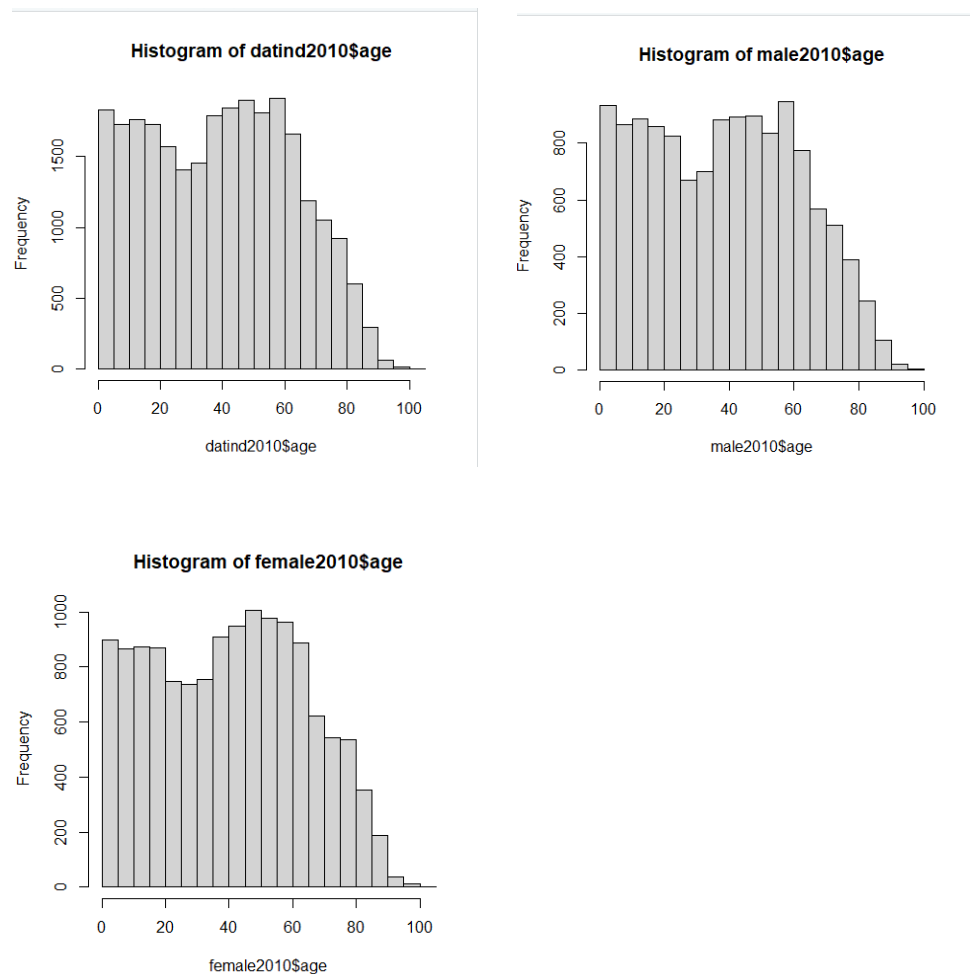 Histogram of datind2010$age
Frequency
0 500 1000 1500
0 20 40 60 80 100
datind2010$age
Histogram of male2010$age
Frequency
0 200 400 600 800
0 20 40 60 80 100
male2010$age
Histogram of female2010$age
Frequency
0 200 400 600 800 1000
0 20 40 60 80 100
female2010$age